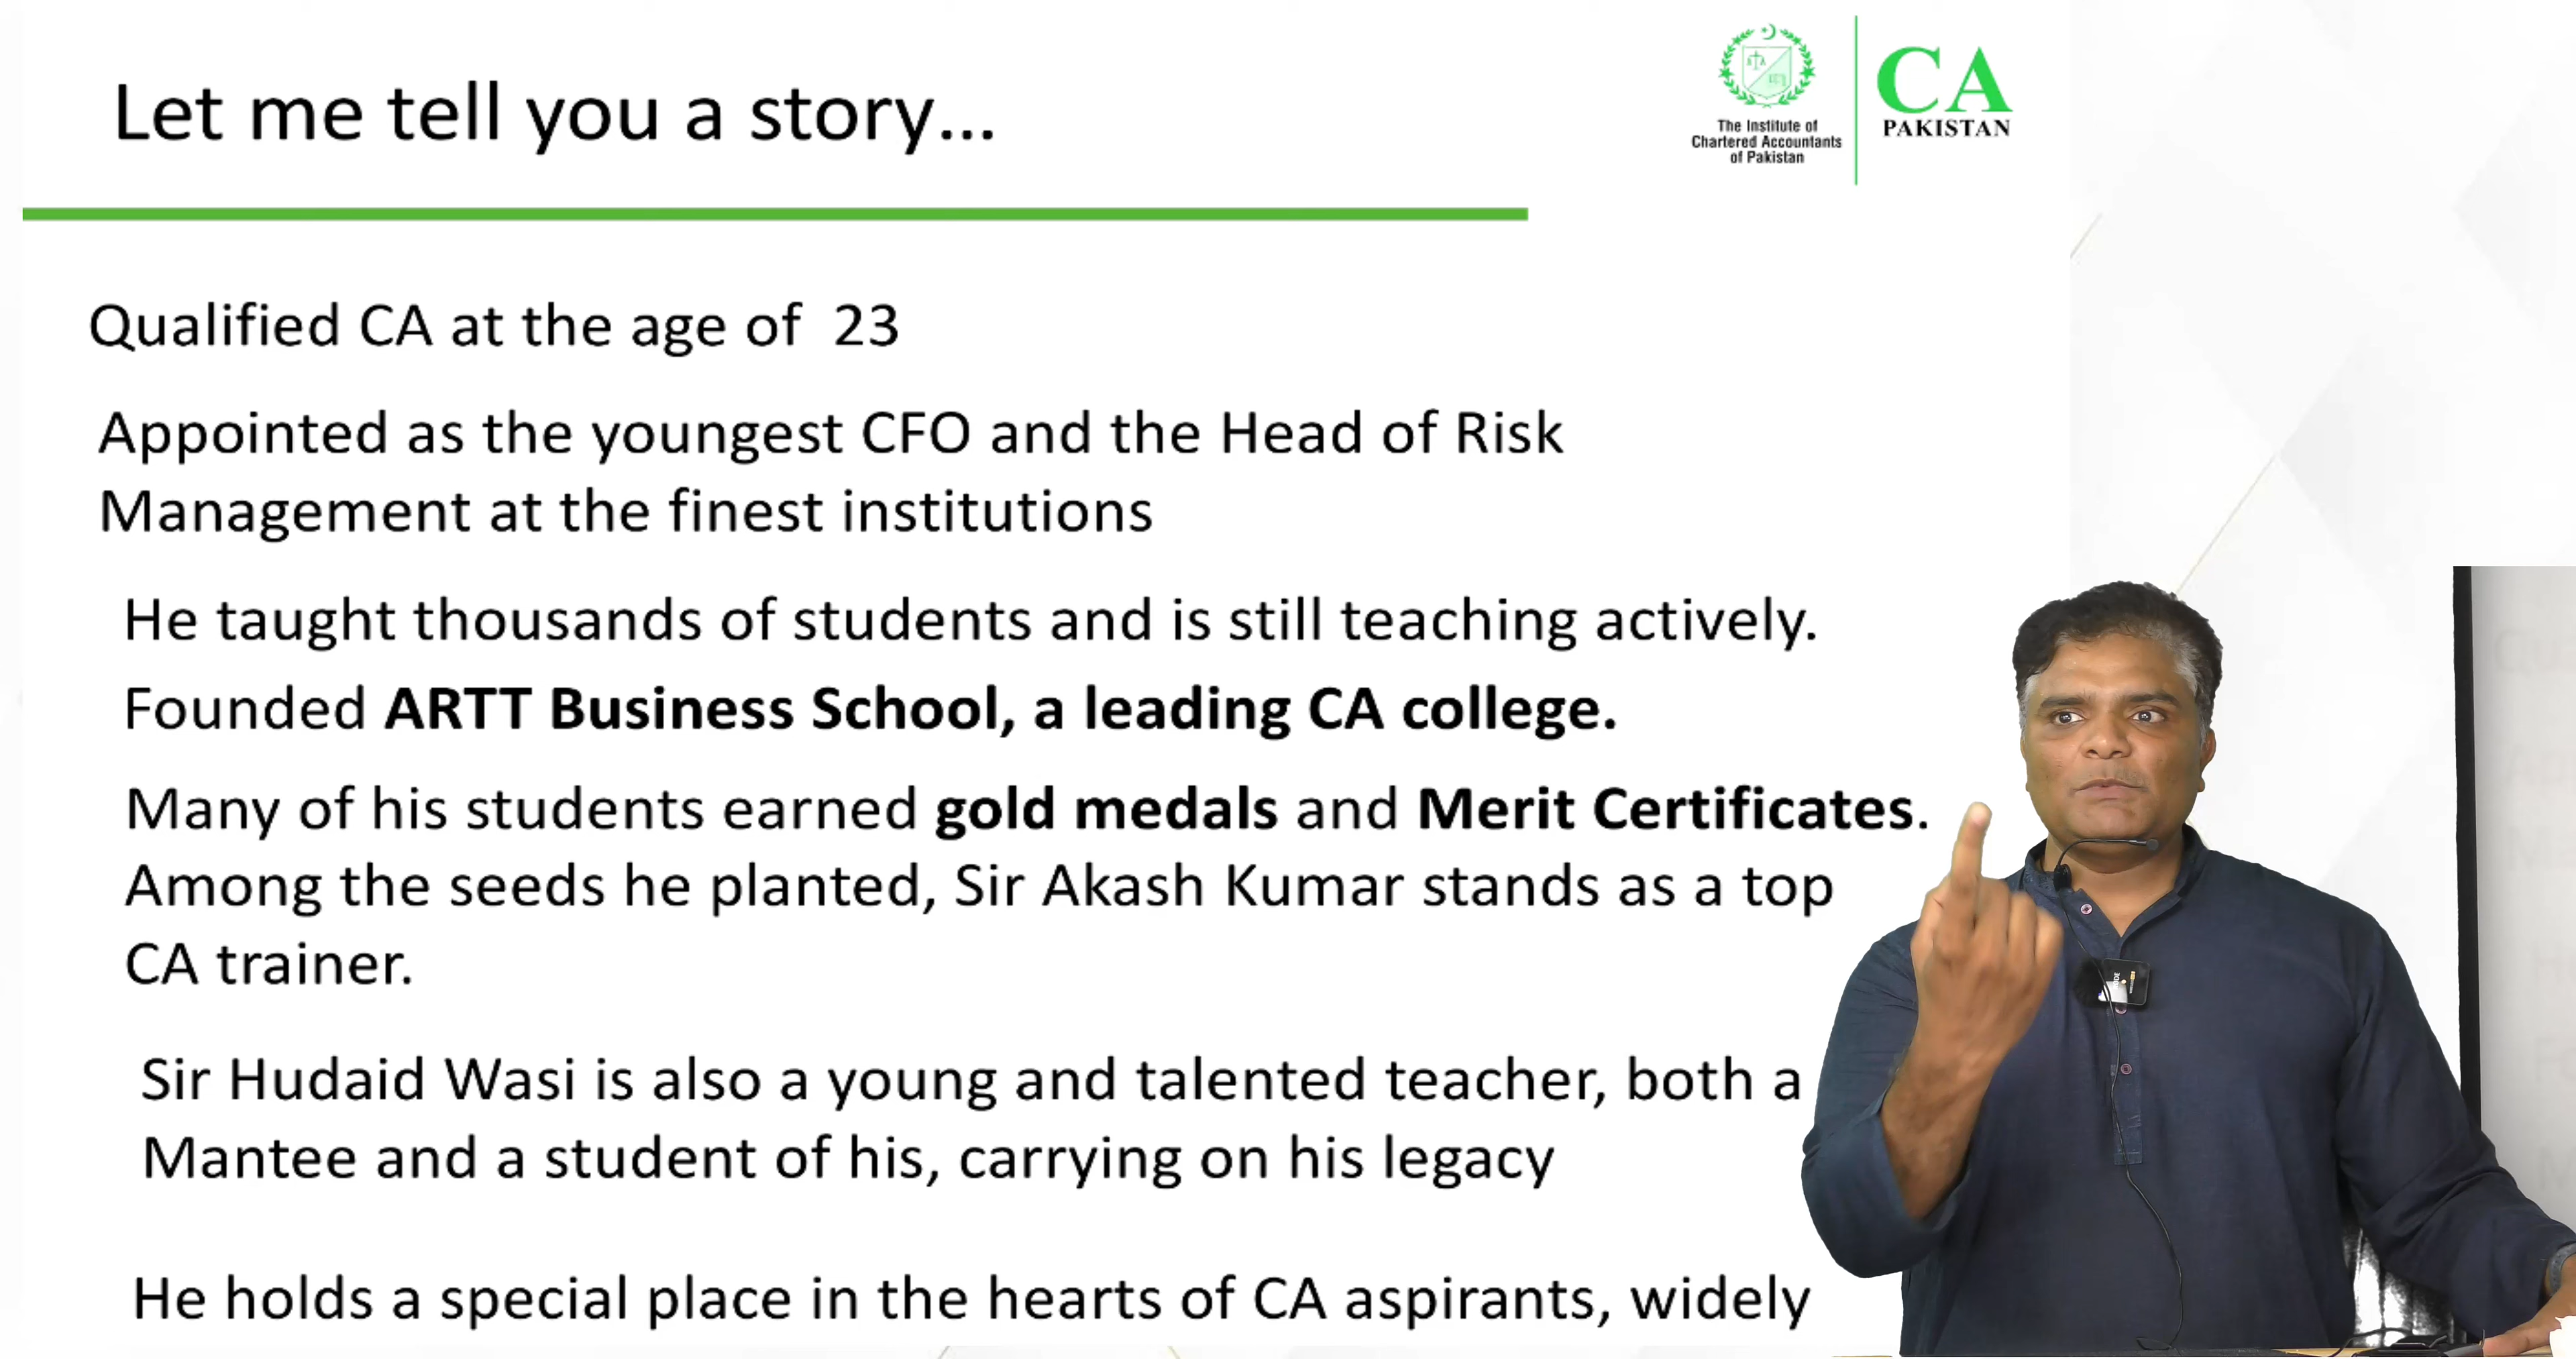 Let me tell you a story...
The Institute of
Chartered Accountants
of Pakistan
CA
PAKISTAN
Qualified CA at the age of 23
Appointed as the youngest CFO and the Head of Risk
Management at the finest institutions
He taught thousands of students and is still teaching actively.
Founded ARTT Business School, a leading CA college.
Many of his students earned gold medals and Merit Certificates.
Among the seeds he planted, Sir Akash Kumar stands as a top
CA trainer.
Sir Hudaid Wasi is also a young and talented teacher, both a
Mantee and a student of his, carrying on his legacy
He holds a special place in the hearts of CA aspirants, widely